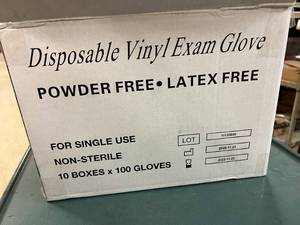 Disposable Vinyl Exam Glove
POWDER FREE • LATEX FREE
FOR SINGLE USE
NON-STERILE
10 BOXES x 100 GLOVES
LOT